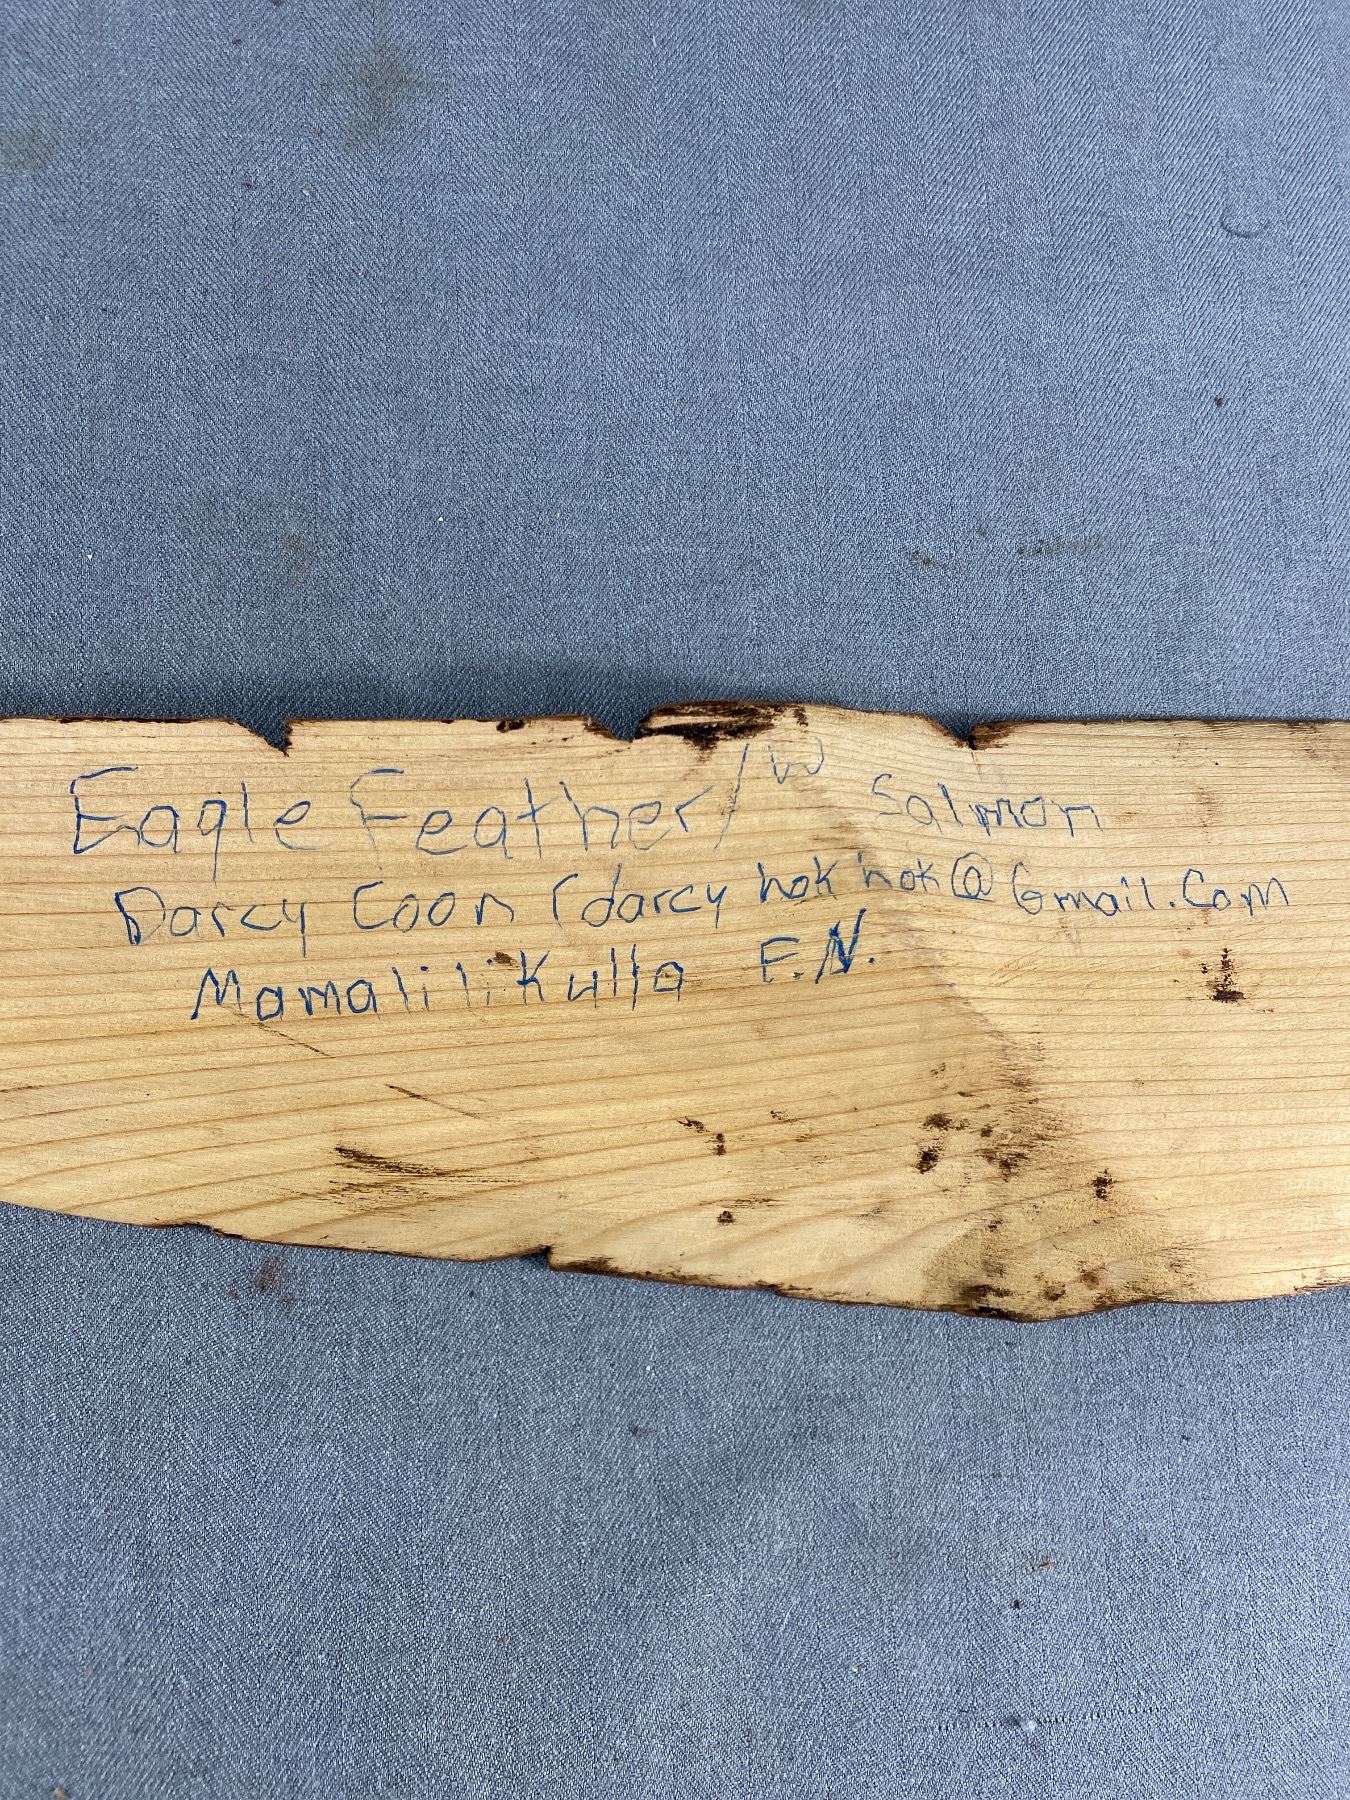 Eagle Feather/w Salmon
Darcy Coon (darcy hok hok@Gmail.Com
Mamalilikulla F.N.